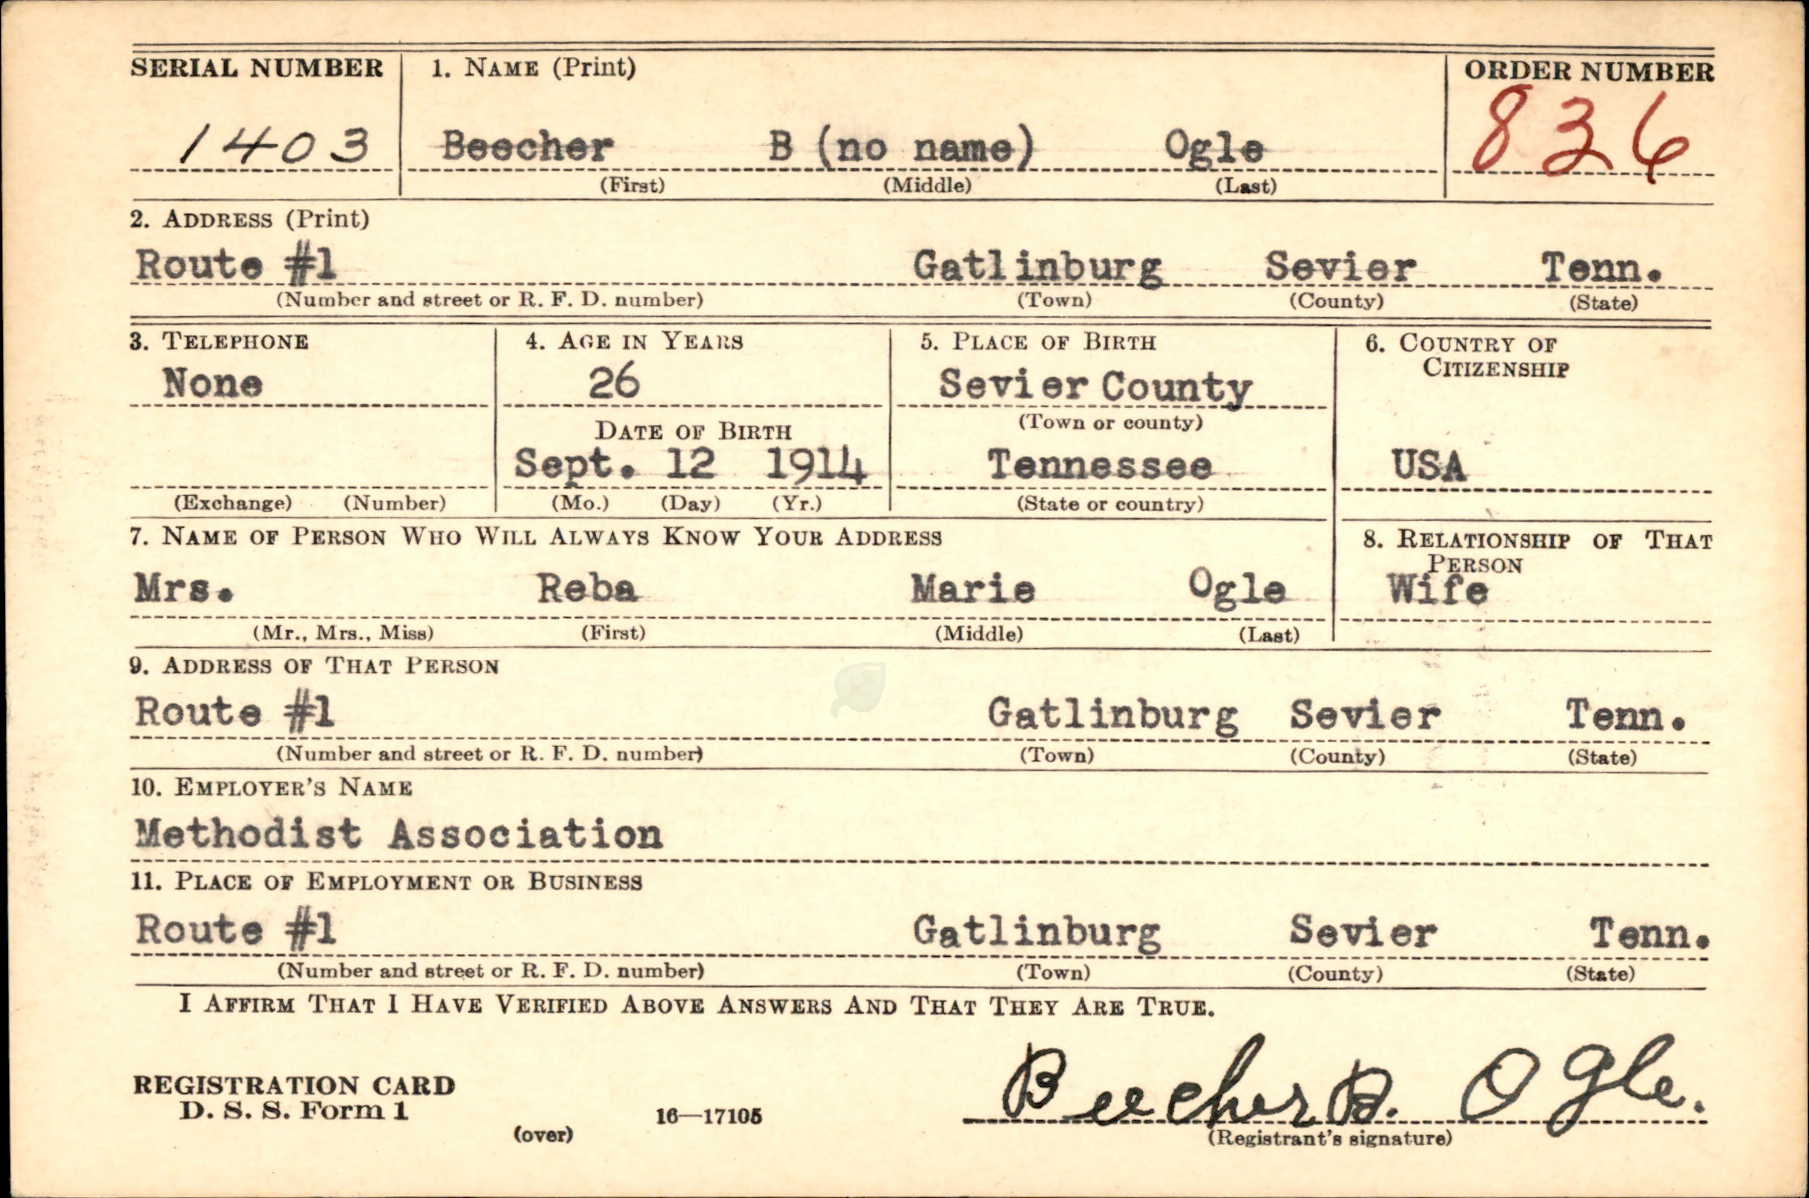 SERIAL NUMBER 1. NAME (Print) ORDER NUMBER
1403 Beecher B (no name) Ogle 836
(First) (Middle) (Last)
2. ADDRESS (Print)
Route #1 Gatlinburg Sevier Tenn.
(Number and street or R. F. D. number) (Town) (County) (State)
3. TELEPHONE 4. AGE IN YEARS 5. PLACE OF BIRTH 6. COUNTRY OF
CITIZENSHIP
None 26 Sevier County
(Town or county)
DATE OF BIRTH
Sept. 12 1914 Tennessee USA
(Exchange) (Number) (Mo.) (Day) (Yr.) (State or country)
7. NAME OF PERSON WHO WILL ALWAYS KNOW YOUR ADDRESS 8. RELATIONSHIP OF THAT
PERSON
Mrs. Reba Marie Ogle Wife
(Mr., Mrs., Miss) (First) (Middle) (Last)
9. ADDRESS OF THAT PERSON
Route #1 Gatlinburg Sevier Tenn.
(Number and street or R. F. D. number) (Town) (County) (State)
10. EMPLOYER'S NAME
Methodist Association
11. PLACE OF EMPLOYMENT OR BUSINESS
Route #1 Gatlinburg Sevier Tenn.
(Number and street or R. F. D. number) (Town) (County) (State)
I AFFIRM THAT I HAVE VERIFIED ABOVE ANSWERS AND THAT THEY ARE TRUE.
Beecher B. Ogle.
REGISTRATION CARD
D. S. S. Form 1 16—17105
(over) (Registrant's signature)